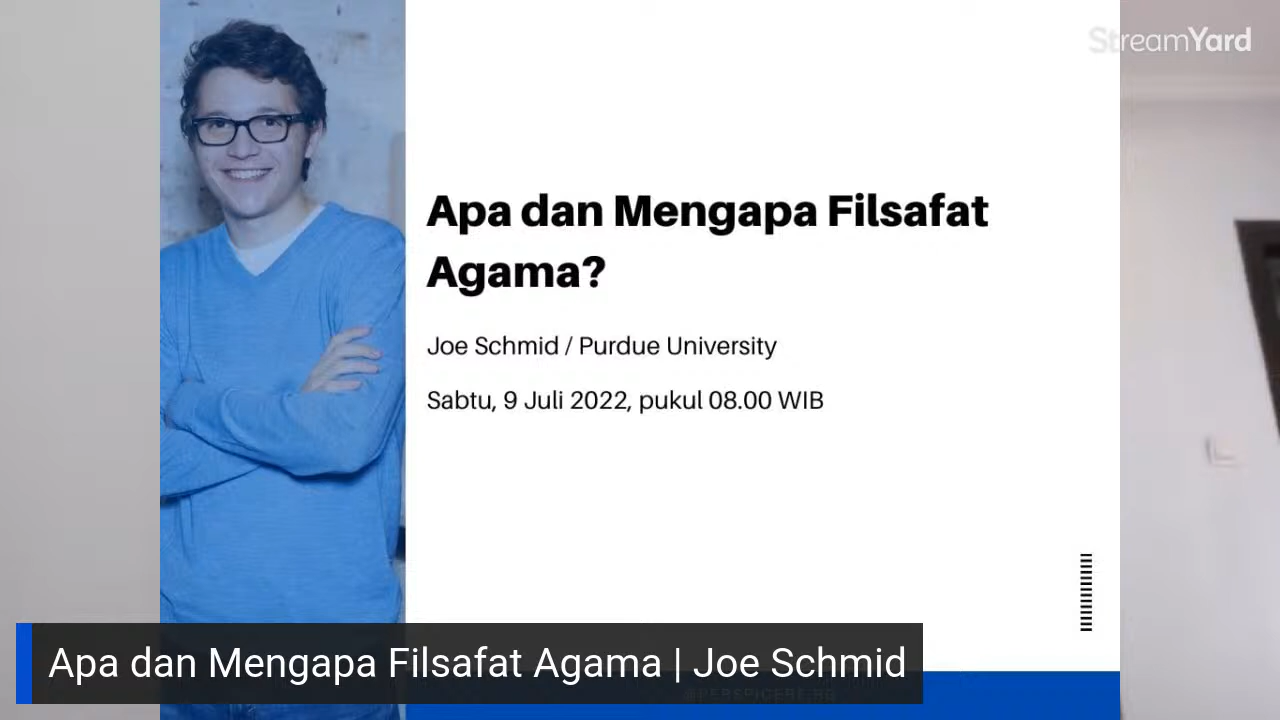 StreamYard
Apa dan Mengapa Filsafat
Agama?
Joe Schmid / Purdue University
Sabtu, 9 Juli 2022, pukul 08.00 WIB
Apa dan Mengapa Filsafat Agama | Joe Schmid